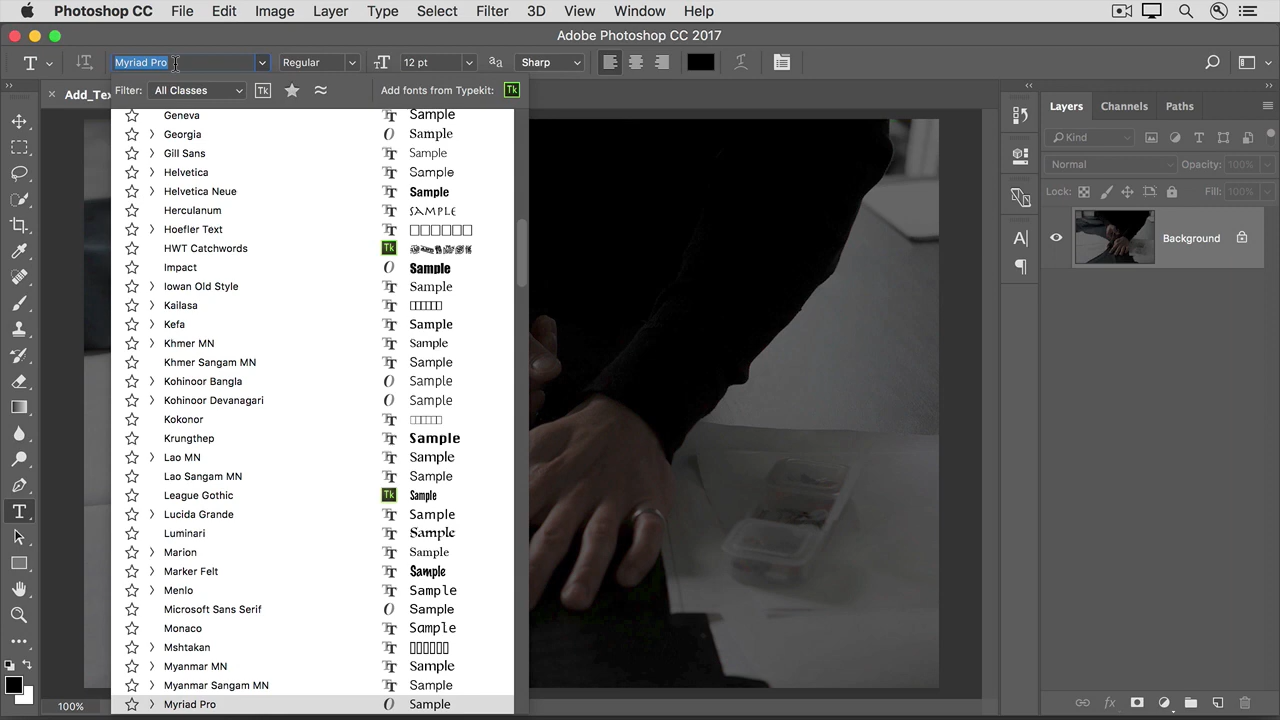 Photoshop CC File Edit Image Layer Type Select Filter 3D View Window Help
Adobe Photoshop CC 2017
T Myriad Pro Regular 12 pt Sharp
Filter: All Classes Tk Add fonts from Typekit: Tk
Add_Te
Layers Channels Paths
Kind
Normal Opacity: 100%
Lock: Fill: 100%
Background
Geneva Sample
Georgia Sample
Gill Sans Sample
Helvetica Sample
Helvetica Neue Sample
Herculanum SAMPLE
Hoefler Text
HWT Catchwords Tk
Impact Sample
Iowan Old Style Sample
Kailasa
Kefa Sample
Khmer MN Sample
Khmer Sangam MN Sample
Kohinoor Bangla Sample
Kohinoor Devanagari Sample
Kokonor
Krungthep Sample
Lao MN Sample
Lao Sangam MN Sample
League Gothic Tk Sample
Lucida Grande Sample
Luminari Sample
Marion Sample
Marker Felt Sample
Menlo Sample
Microsoft Sans Serif Sample
Monaco Sample
Mshtakan
Myanmar MN Sample
Myanmar Sangam MN Sample
Myriad Pro Sample
100%